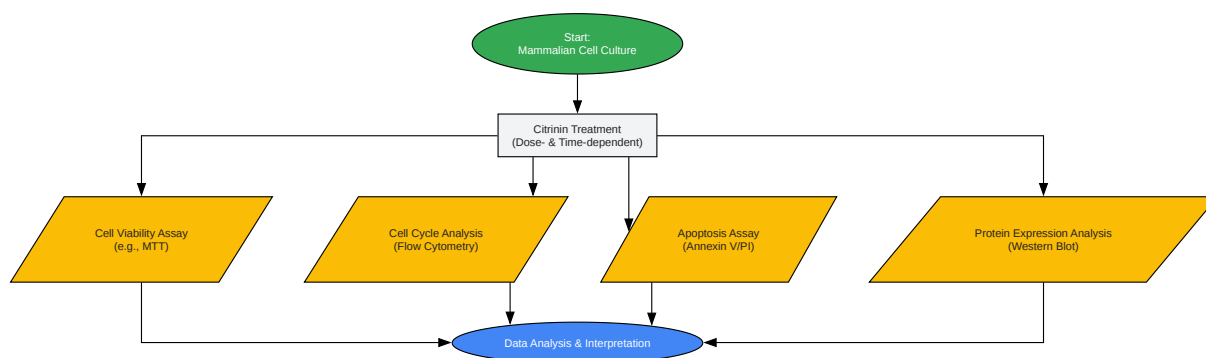 Start:
Mammalian Cell Culture
Citrinin Treatment
(Dose- & Time-dependent)
Cell Viability Assay
(e.g., MTT)
Cell Cycle Analysis
(Flow Cytometry)
Apoptosis Assay
(Annexin V/PI)
Protein Expression Analysis
(Western Blot)
Data Analysis & Interpretation